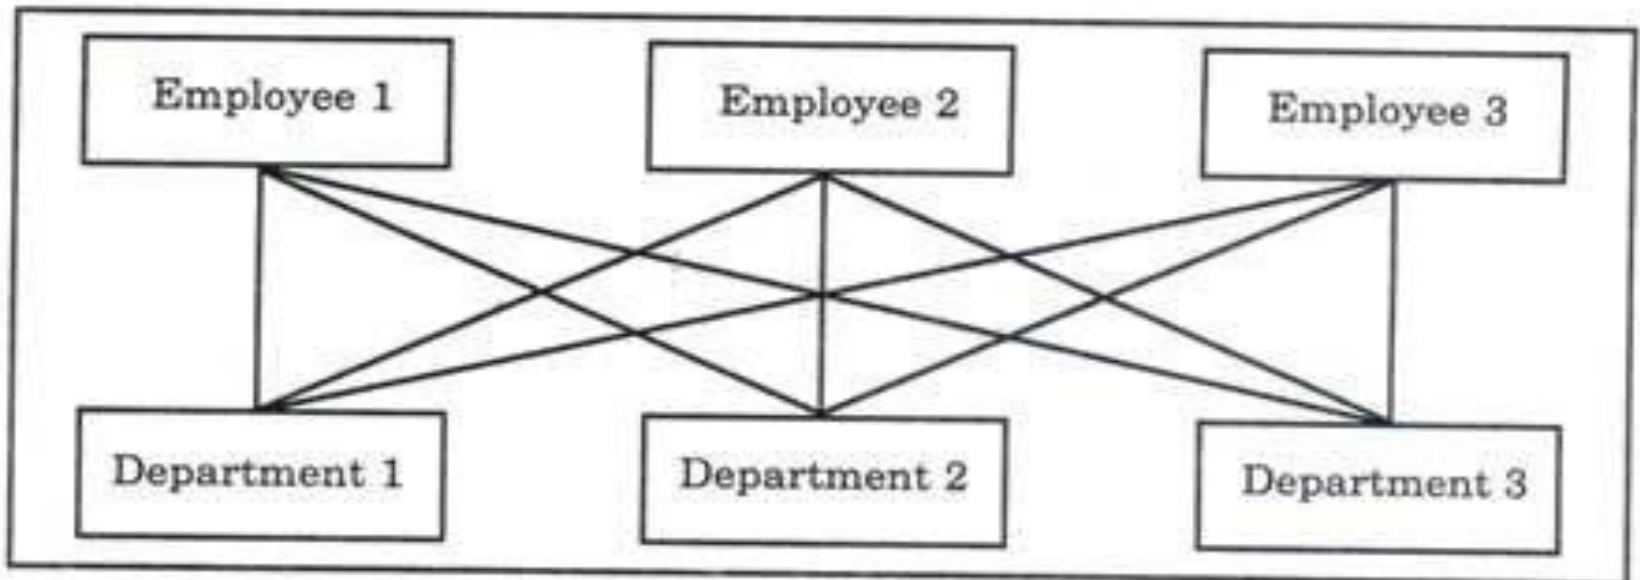 Employee 1
Employee 2
Employee 3
Department 1
Department 2
Department 3